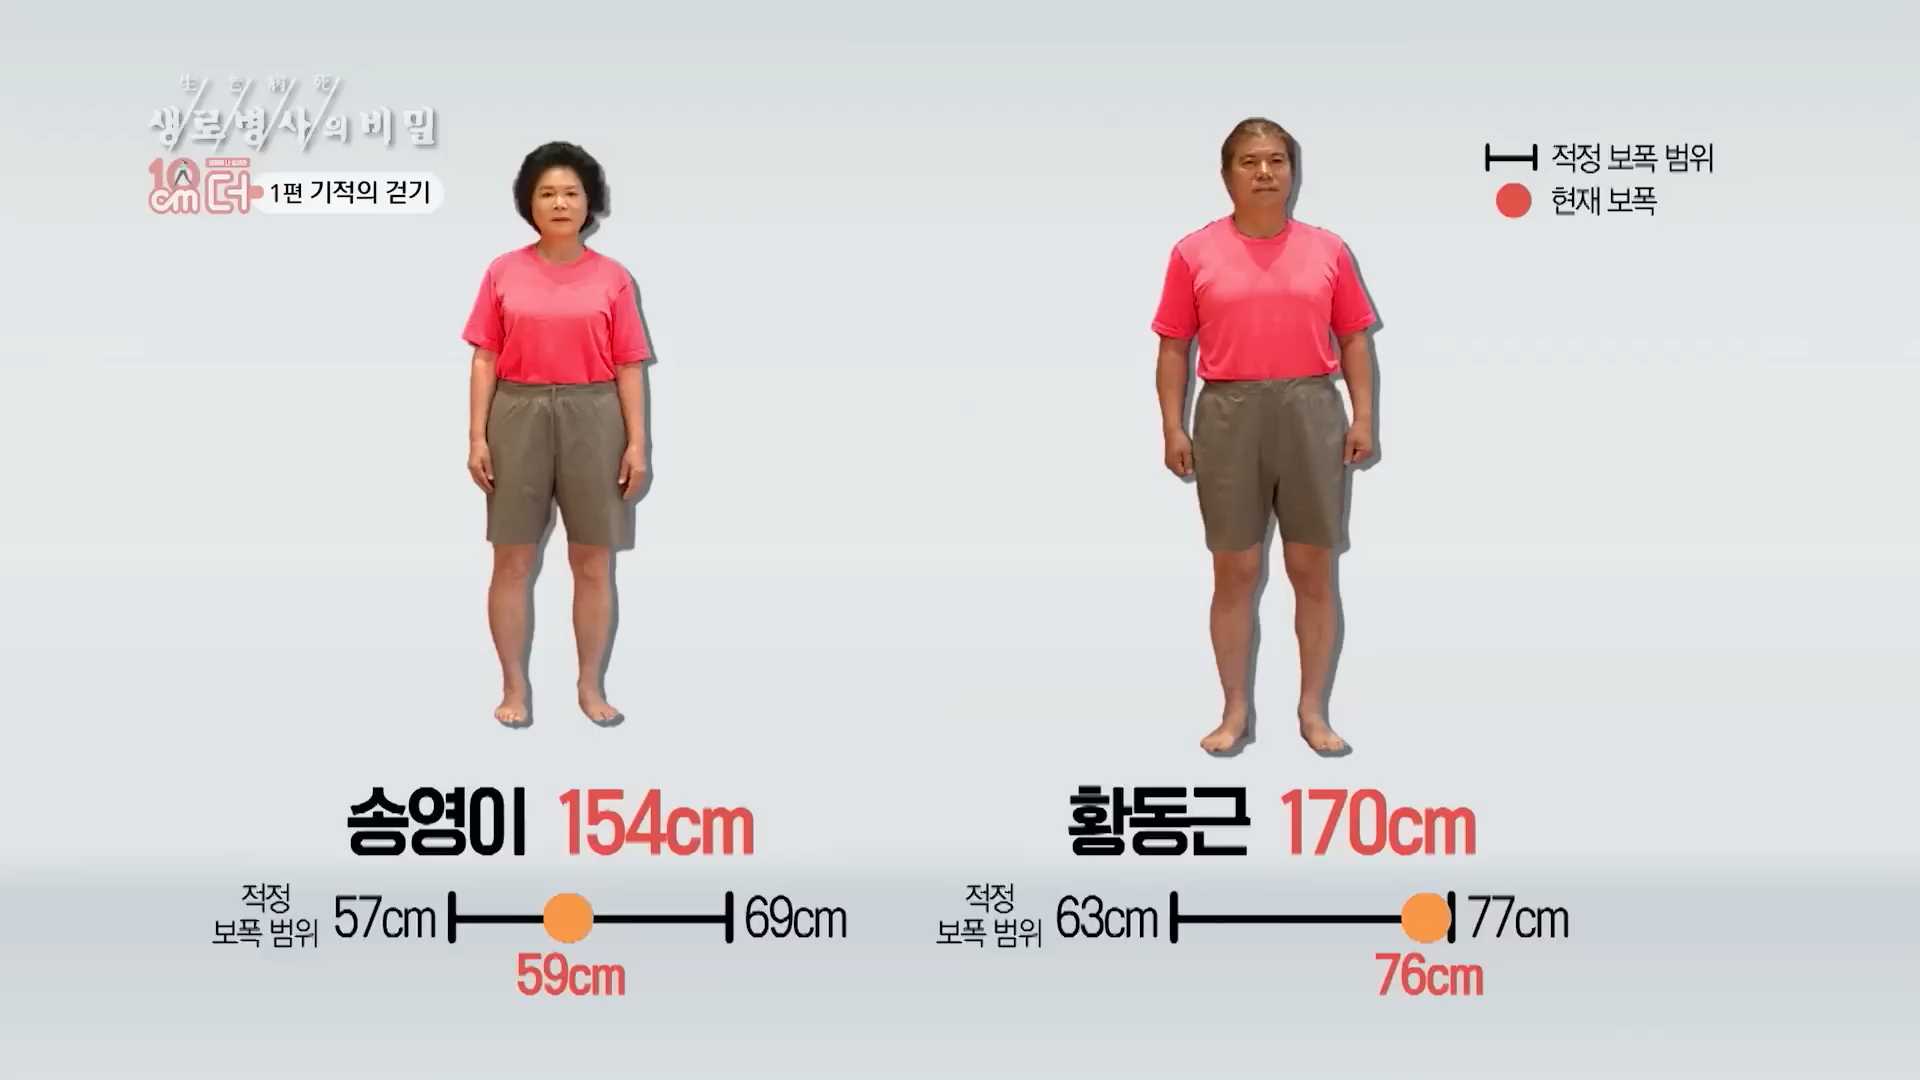 生老病死
생로병사의 비밀
10cm 더
1편 기적의 걷기
적정 보폭 범위
현재 보폭
송영이 154cm
적정
보폭 범위
57cm
69cm
59cm
황동근 170cm
적정
보폭 범위
63cm
77cm
76cm